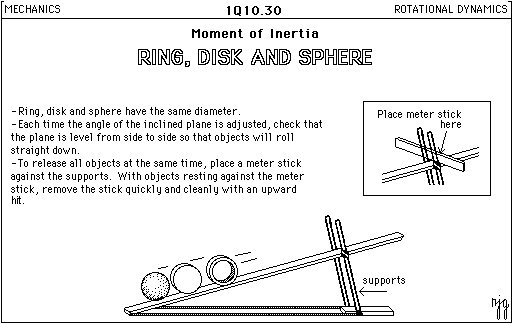 MECHANICS 1Q10.30 ROTATIONAL DYNAMICS
Moment of Inertia
RING, DISK AND SPHERE
-Ring, disk and sphere have the same diameter.
-Each time the angle of the inclined plane is adjusted, check that
the plane is level from side to side so that objects will roll
straight down.
-To release all objects at the same time, place a meter stick
against the supports. With objects resting against the meter
stick, remove the stick quickly and cleanly with an upward
hit.
Place meter stick
here
supports
njg